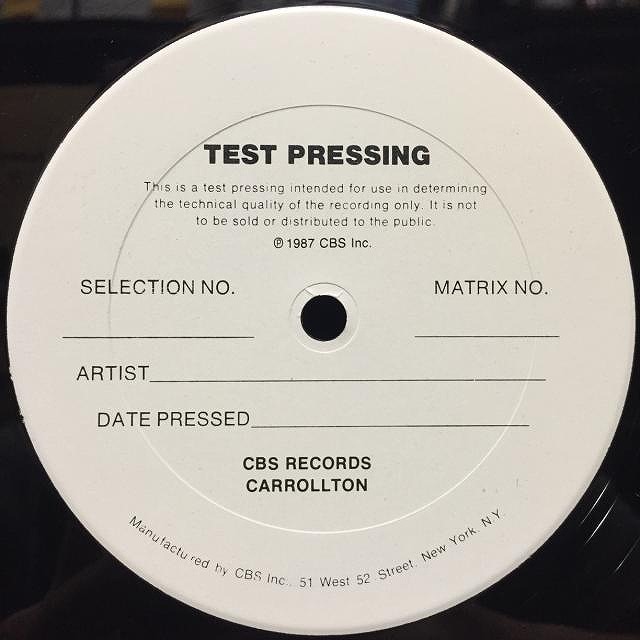 TEST PRESSING
This is a test pressing intended for use in determining
the technical quality of the recording only. It is not
to be sold or distributed to the public.
℗ 1987 CBS Inc.
SELECTION NO. MATRIX NO.
ARTIST
DATE PRESSED
CBS RECORDS
CARROLLTON
Manufactured by CBS Inc., 51 West 52 Street, New York, N.Y.